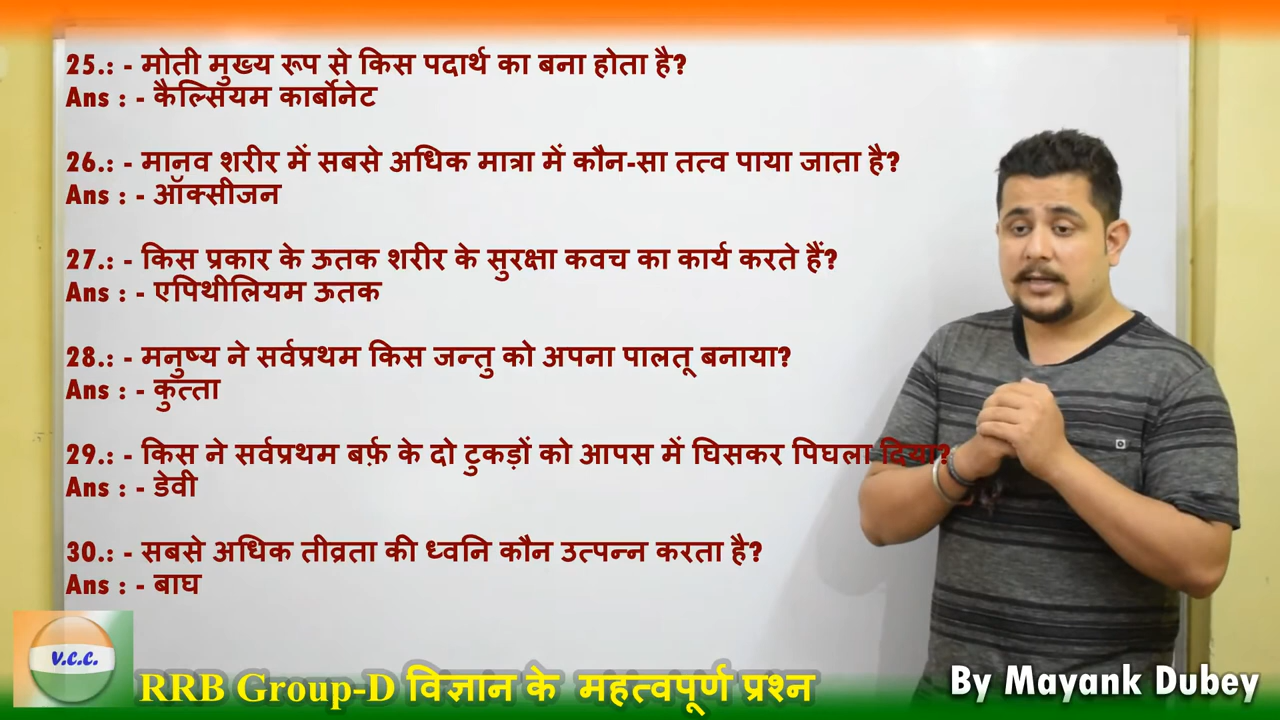 25.: - मोती मुख्य रूप से किस पदार्थ का बना होता है?
Ans : - कैल्सियम कार्बोनेट
26.: - मानव शरीर में सबसे अधिक मात्रा में कौन-सा तत्व पाया जाता है?
Ans : - ऑक्सीजन
27.: - किस प्रकार के ऊतक शरीर के सुरक्षा कवच का कार्य करते हैं?
Ans : - एपिथीलियम ऊतक
28.: - मनुष्य ने सर्वप्रथम किस जन्तु को अपना पालतू बनाया?
Ans : - कुत्ता
29.: - किस ने सर्वप्रथम बर्फ़ के दो टुकड़ों को आपस में घिसकर पिघला दिया?
Ans : - डेवी
30.: - सबसे अधिक तीव्रता की ध्वनि कौन उत्पन्न करता है?
Ans : - बाघ
V.C.C.
RRB Group-D विज्ञान के महत्वपूर्ण प्रश्न
By Mayank Dubey